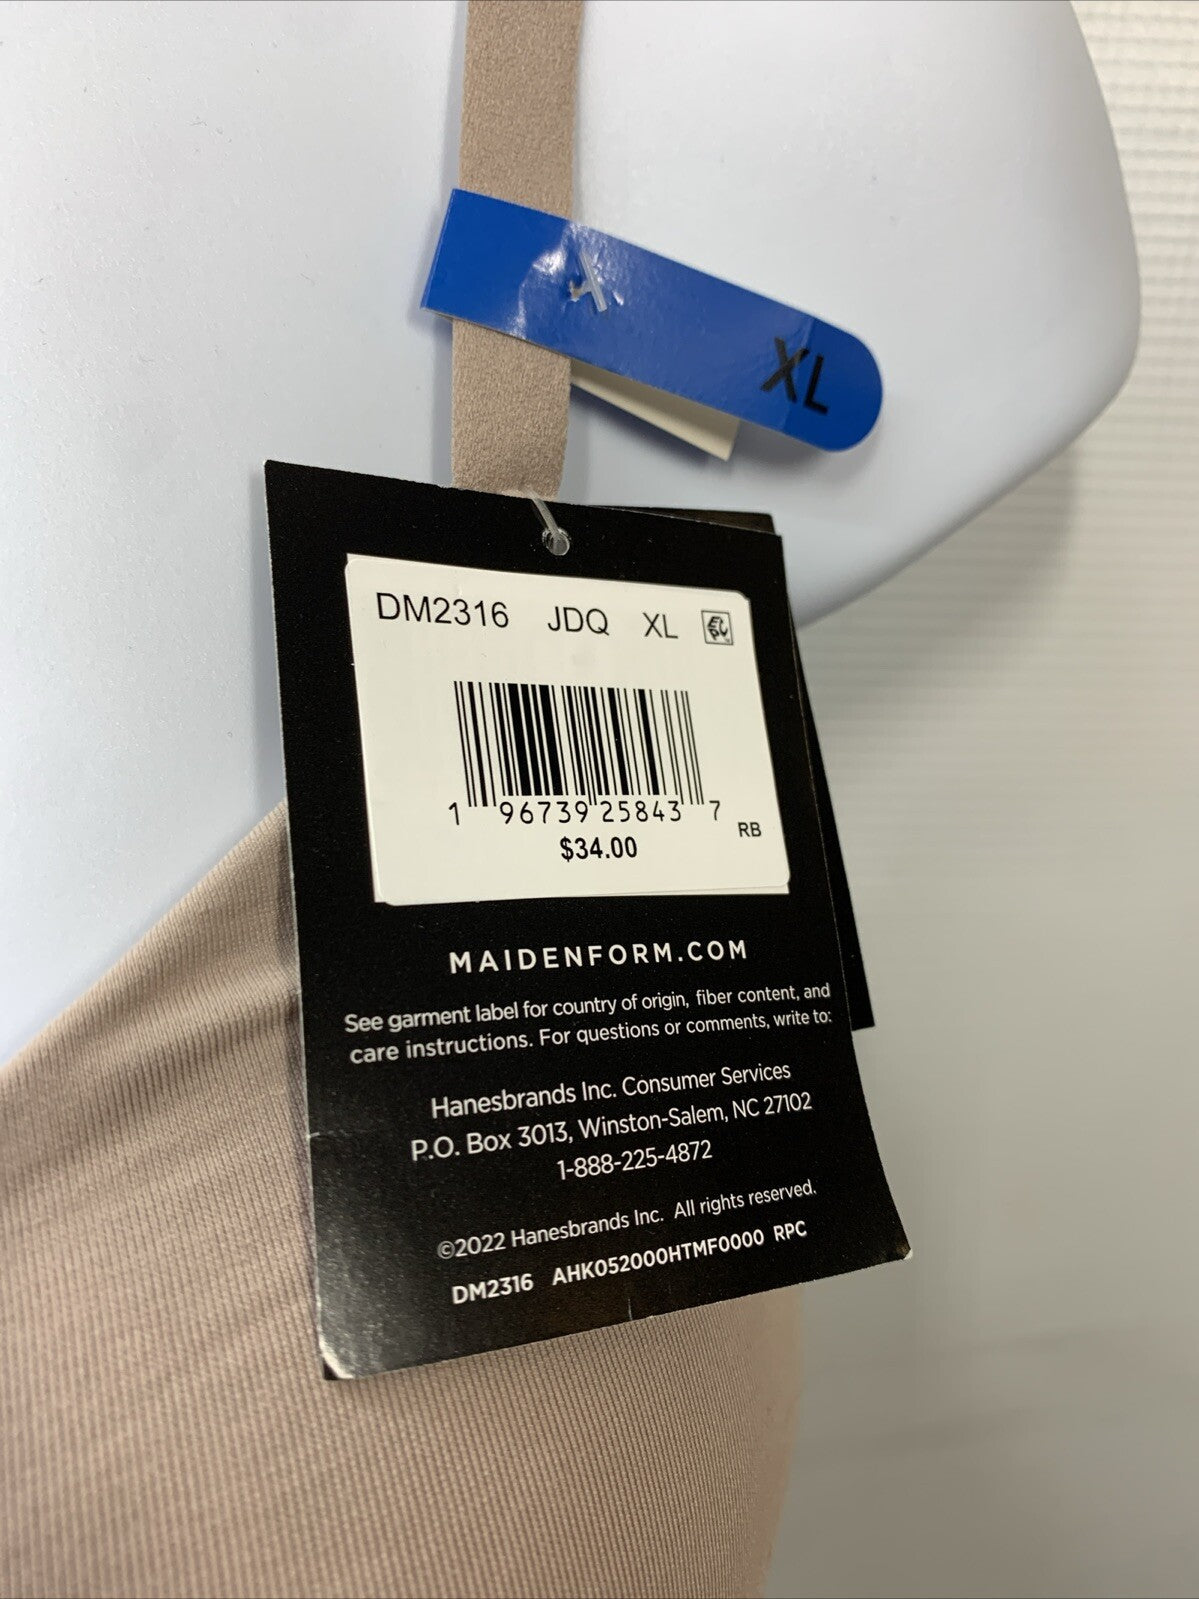 XL
DM2316 JDQ XL
1 96739 25843 7
RB
$34.00
MAIDENFORM.COM
See garment label for country of origin, fiber content, and
care instructions. For questions or comments, write to:
Hanesbrands Inc. Consumer Services
P.O. Box 3013, Winston-Salem, NC 27102
1-888-225-4872
©2022 Hanesbrands Inc. All rights reserved.
DM2316 AHK052000HTMF0000 RPC